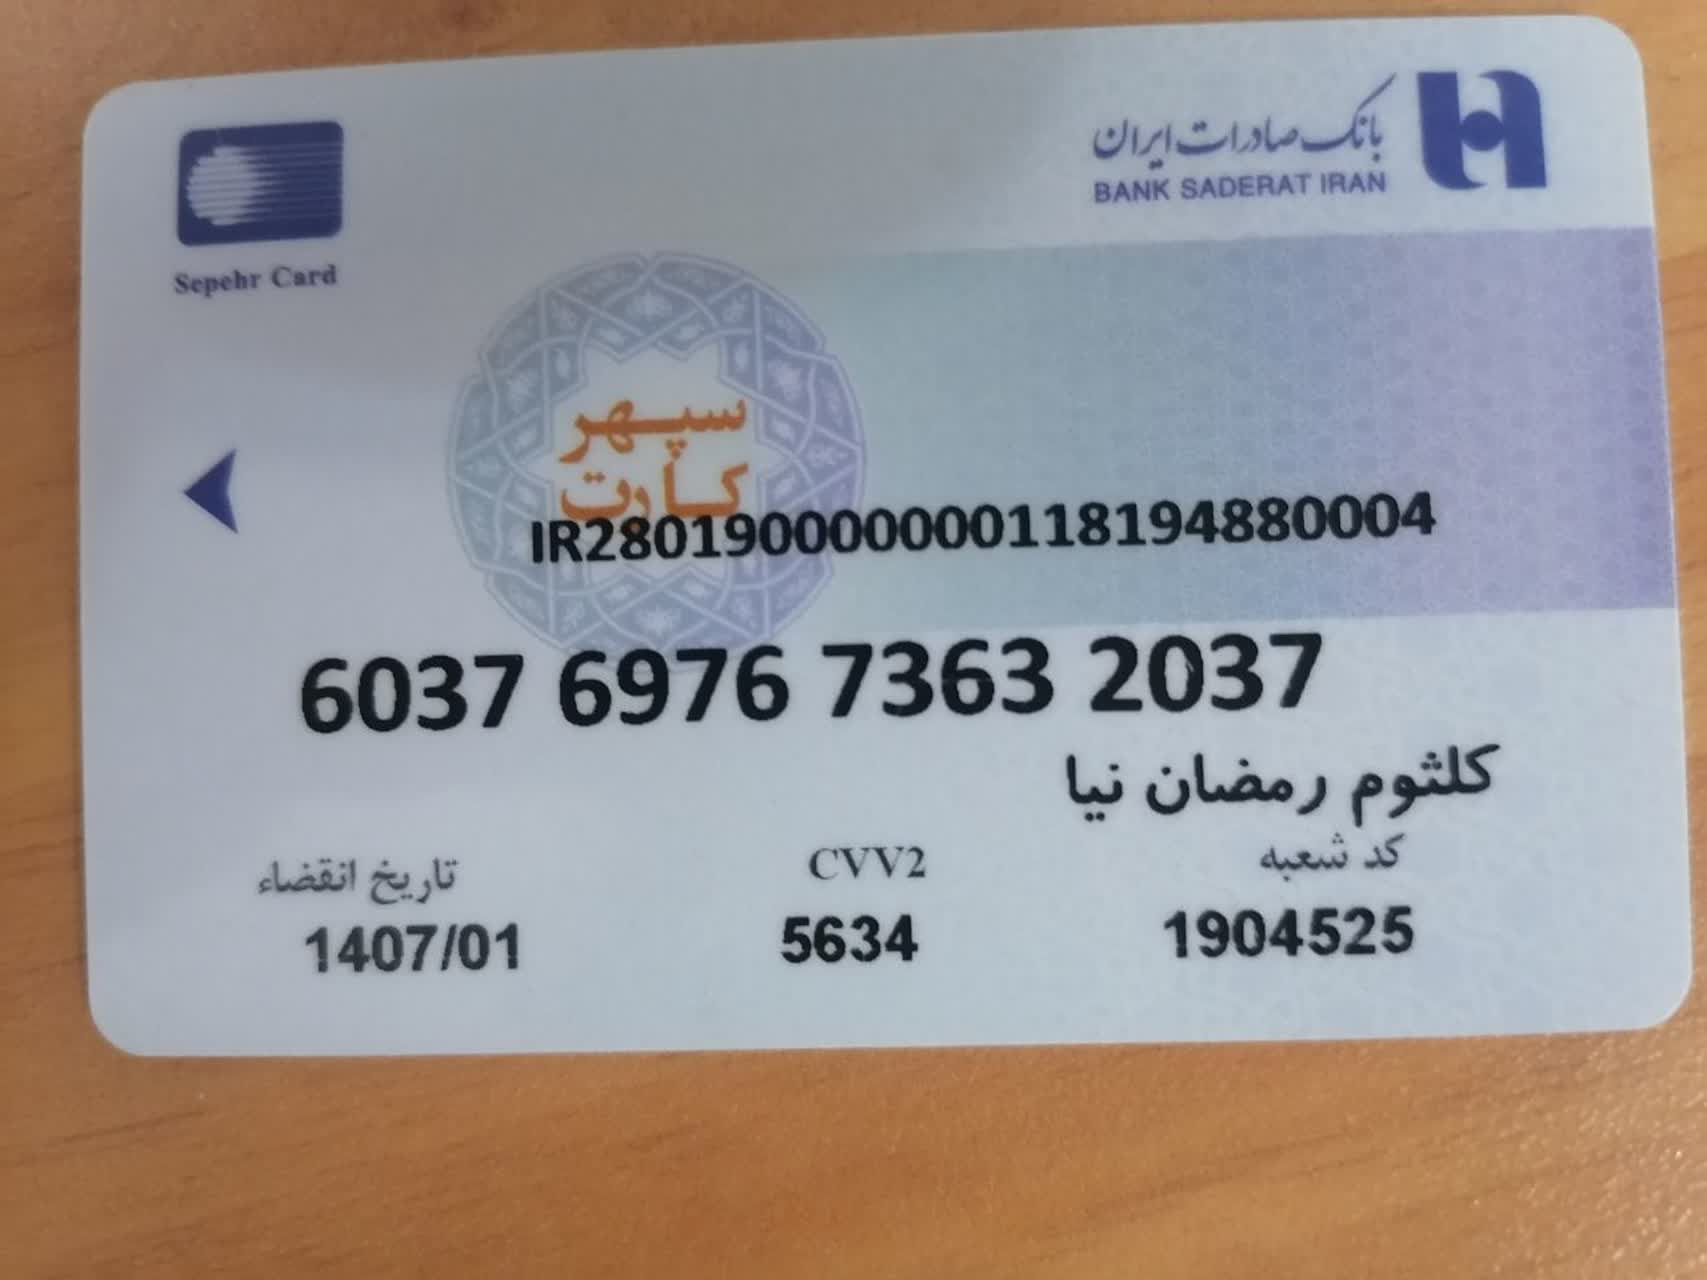 بانک صادرات ایران
BANK SADERAT IRAN
Sepehr Card
سپهر
کارت
IR280190000000118194880004
6037 6976 7363 2037
کلثوم رمضان نیا
کد شعبه CVV2 تاریخ انقضاء
1904525 5634 1407/01